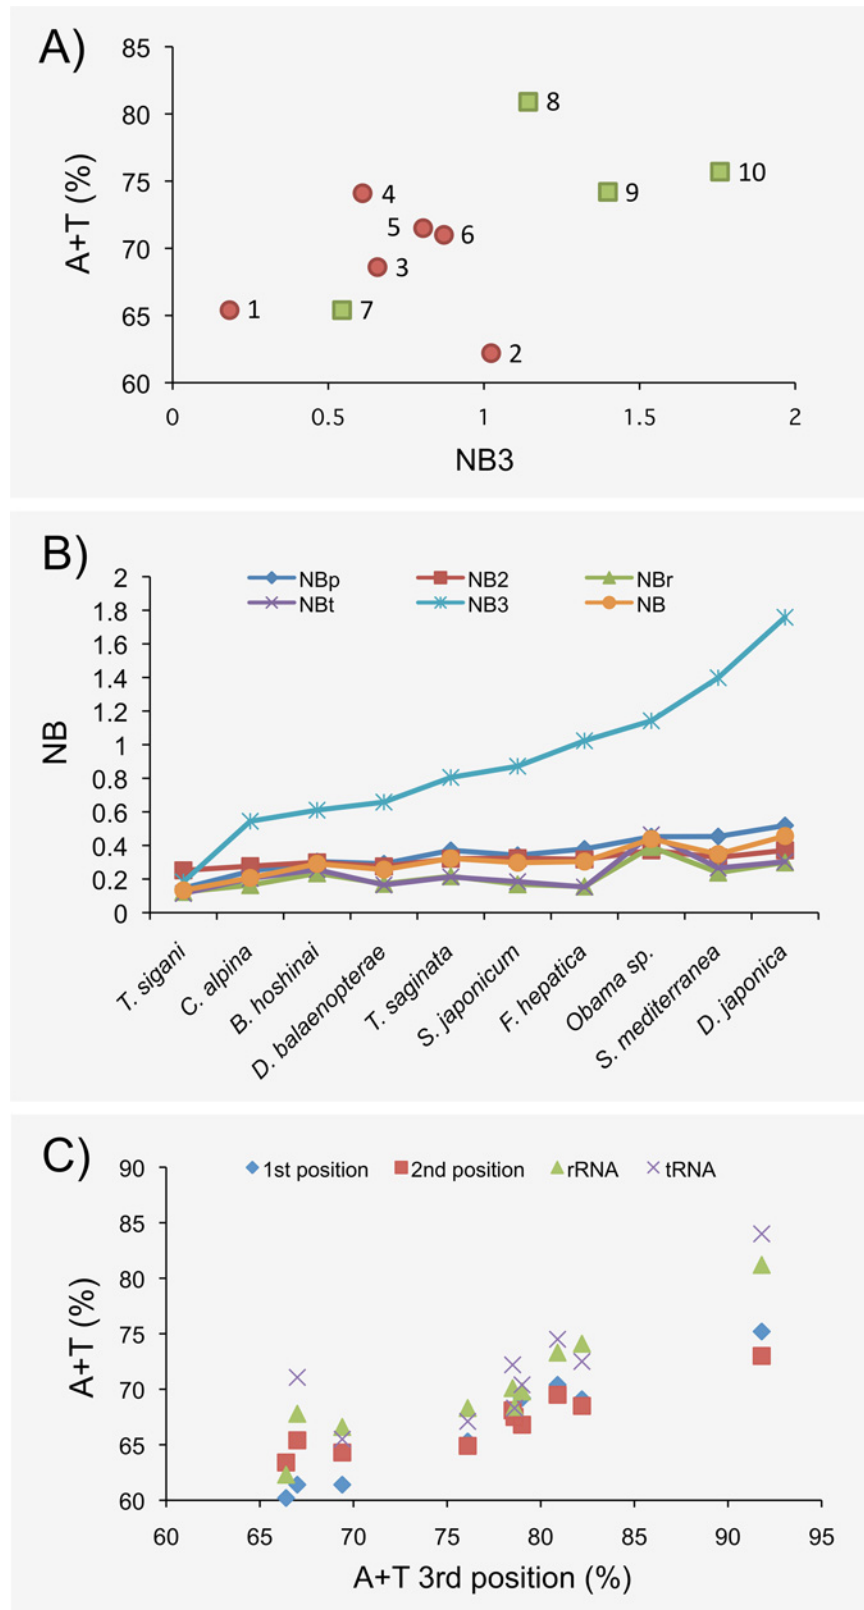 A)
A+T (%)
85
80
75
70
65
60
8
10
9
4
5
6
3
1
7
2
0
0.5
1
1.5
2
NB3
B)
NBp
NB2
NBr
NBt
NB3
NB
NB
2
1.8
1.6
1.4
1.2
1
0.8
0.6
0.4
0.2
0
T. sigani
C. alpina
B. hoshinai
D. balaenopterae
T. saginata
S. japonicum
F. hepatica
Obama sp.
S. mediterranea
D. japonica
C)
1st position
2nd position
rRNA
tRNA
A+T (%)
90
85
80
75
70
65
60
60
65
70
75
80
85
90
95
A+T 3rd position (%)